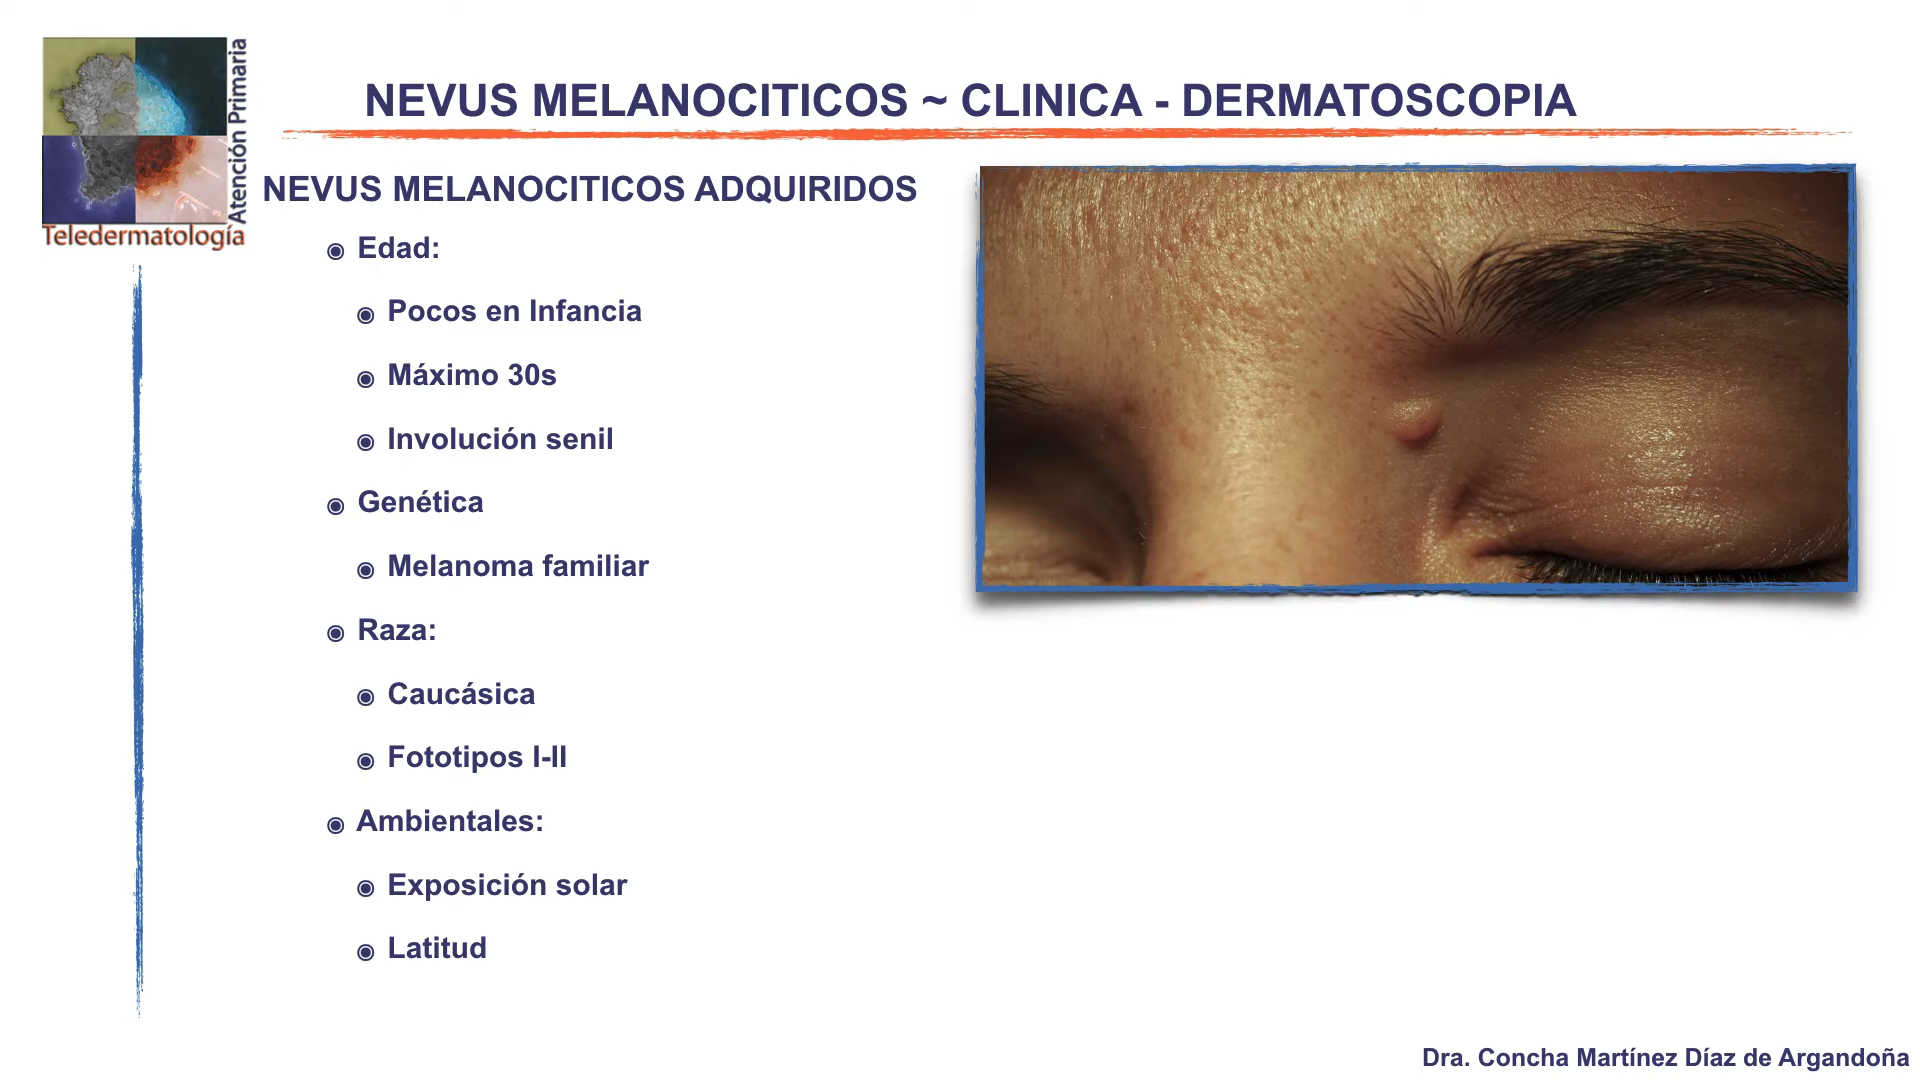 Atención Primaria
Teledermatología
NEVUS MELANOCITICOS ~ CLINICA - DERMATOSCOPIA
NEVUS MELANOCITICOS ADQUIRIDOS
Edad:
Pocos en Infancia
Máximo 30s
Involución senil
Genética
Melanoma familiar
Raza:
Caucásica
Fototipos I-II
Ambientales:
Exposición solar
Latitud
Dra. Concha Martínez Díaz de Argandoña